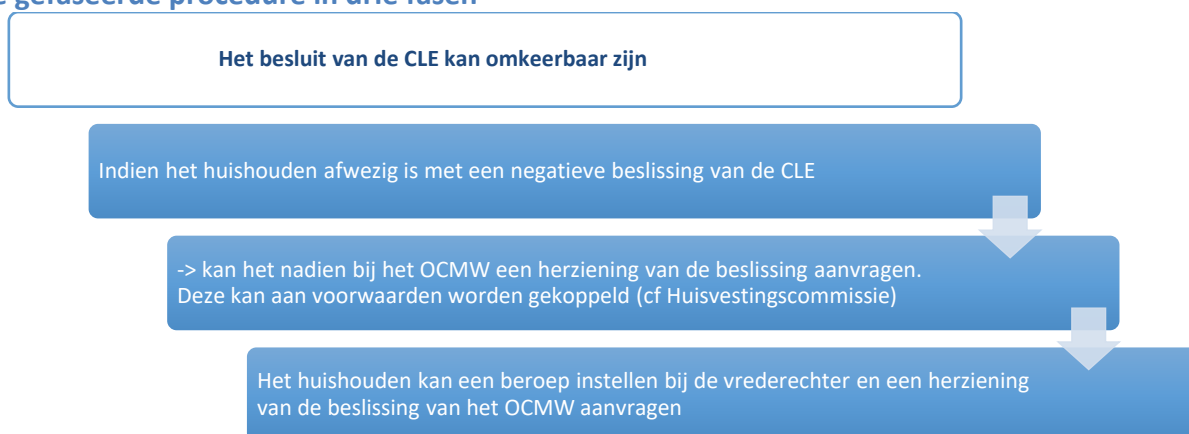 gefaseerde procedure in drie fasen
Het besluit van de CLE kan omkeerbaar zijn
Indien het huishouden afwezig is met een negatieve beslissing van de CLE
-> kan het nadien bij het OCMW een herziening van de beslissing aanvragen.
Deze kan aan voorwaarden worden gekoppeld (cf Huisvestingscommissie)
Het huishouden kan een beroep instellen bij de vrederechter en een herziening
van de beslissing van het OCMW aanvragen